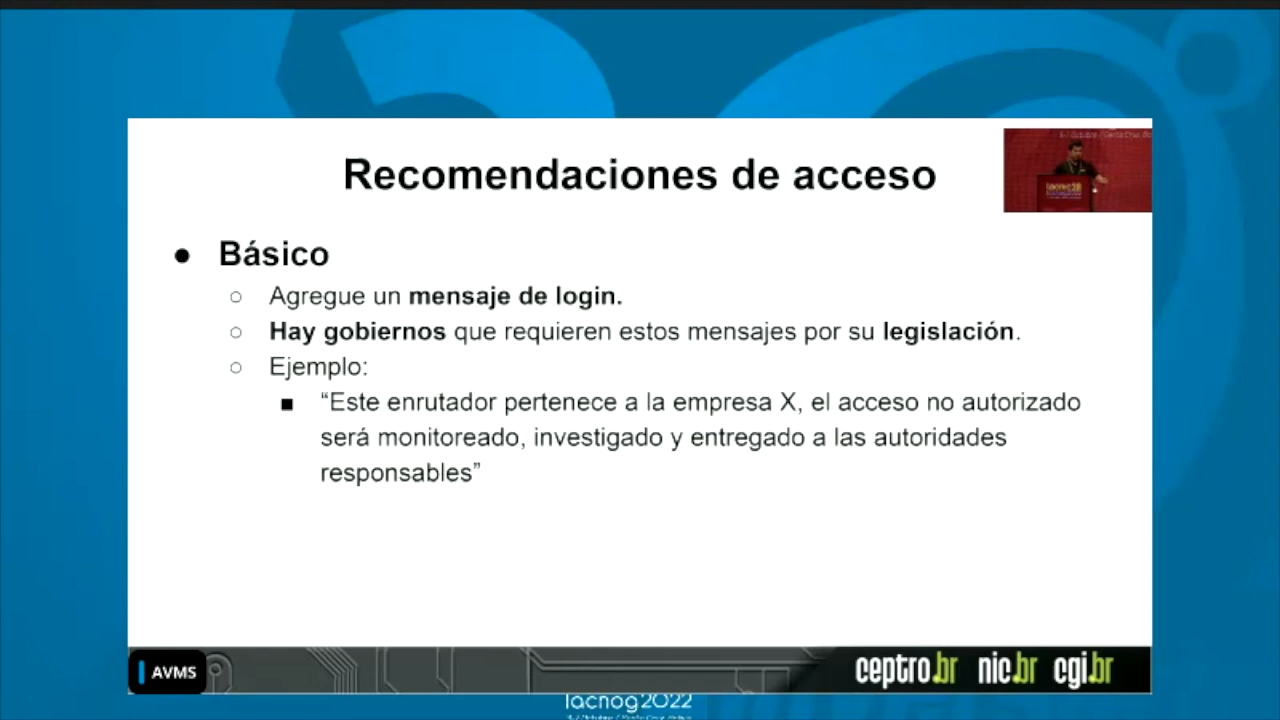 Recomendaciones de acceso
● Básico
○ Agregue un mensaje de login.
○ Hay gobiernos que requieren estos mensajes por su legislación.
○ Ejemplo:
■ “Este enrutador pertenece a la empresa X, el acceso no autorizado
será monitoreado, investigado y entregado a las autoridades
responsables”
AVMS
ceptro.br nic.br cgi.br
lacnog2022